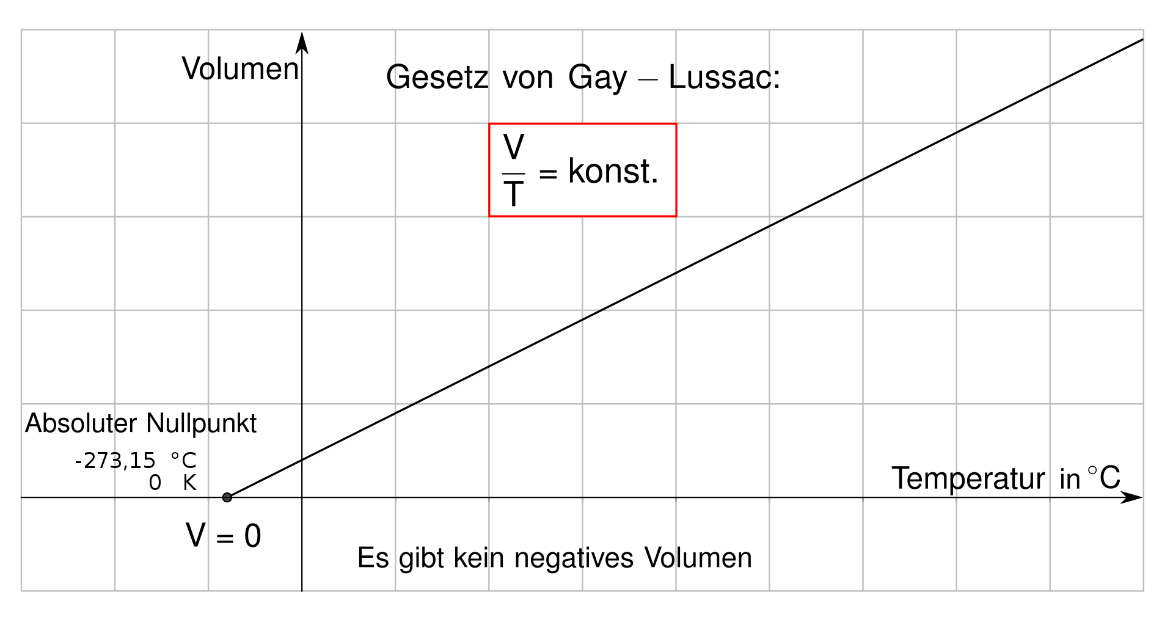 Volumen
Gesetz von Gay – Lussac:
V
T
= konst.
Absoluter Nullpunkt
-273,15 °C
0 K
Temperatur in °C
V = 0
Es gibt kein negatives Volumen